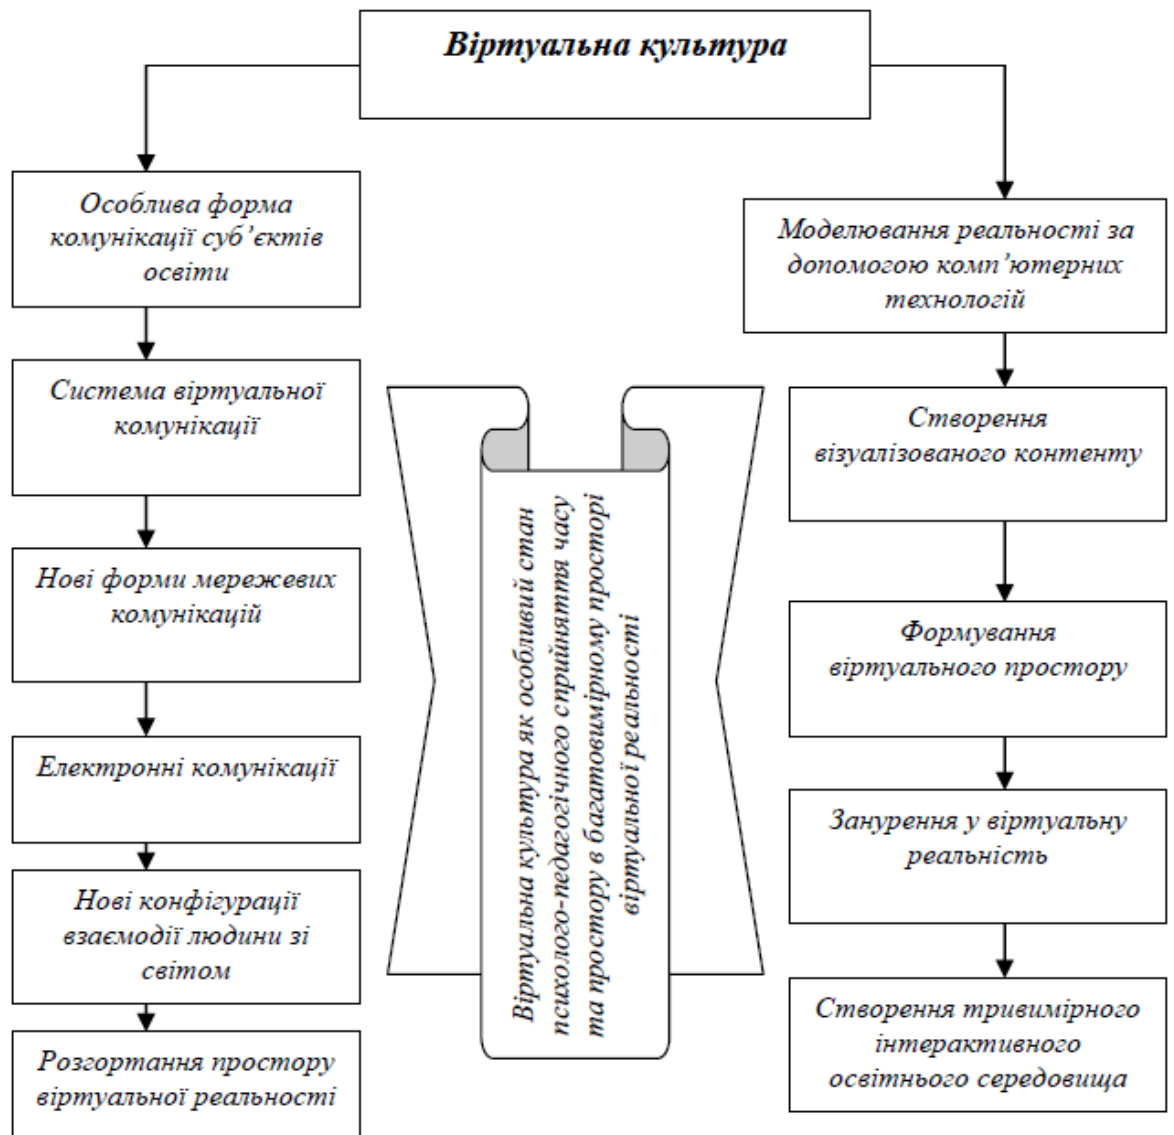 Віртуальна культура
Особлива форма
комунікації суб’єктів
освіти
Система віртуальної
комунікації
Нові форми мережевих
комунікацій
Електронні комунікації
Нові конфігурації
взаємодії людини зі
світом
Розгортання простору
віртуальної реальності
Віртуальна культура як особливий стан
психолого-педагогічного сприйняття часу
та простору в багатовимірному просторі
віртуальної реальності
Моделювання реальності за
допомогою комп’ютерних
технологій
Створення
візуалізованого контенту
Формування
віртуального простору
Занурення у віртуальну
реальність
Створення тривимірного
інтерактивного
освітнього середовища